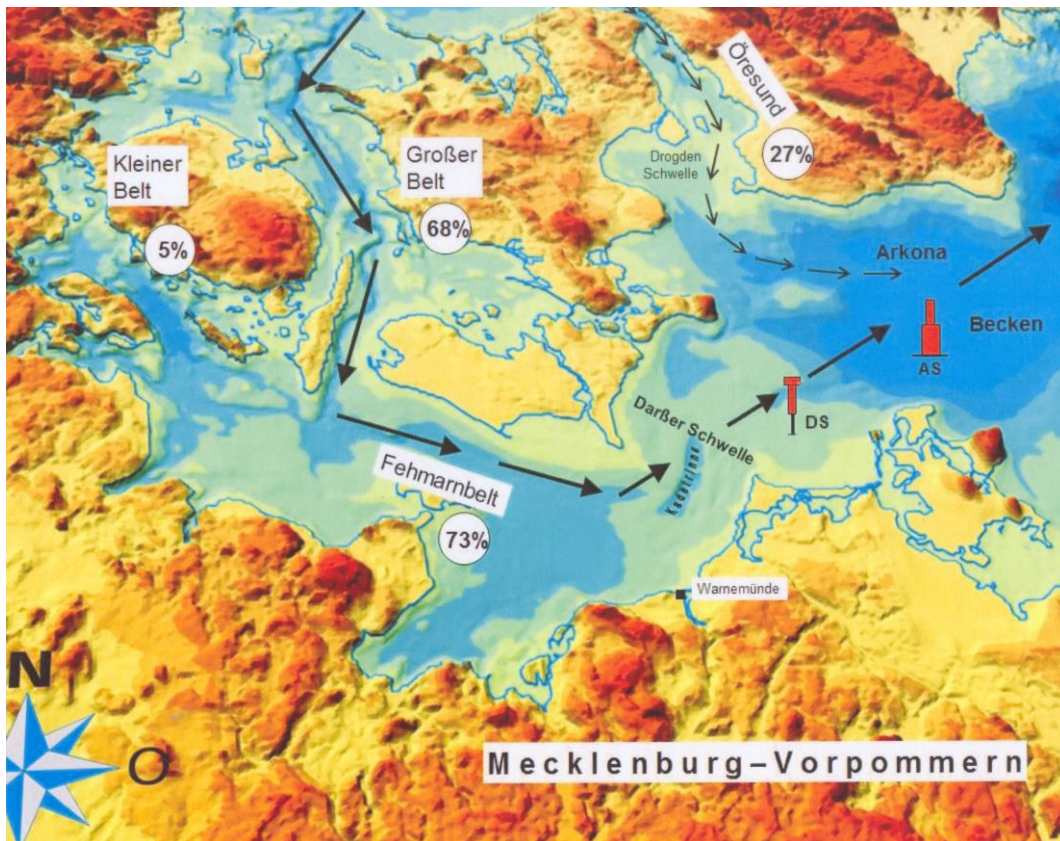 Öresund
27%
Kleiner
Belt
5%
Großer
Belt
68%
Drogden
Schwelle
Arkona
Becken
AS
DS
Darßer Schwelle
Kadetrinne
Fehmarnbelt
73%
Warnemünde
N
O
Mecklenburg–Vorpommern